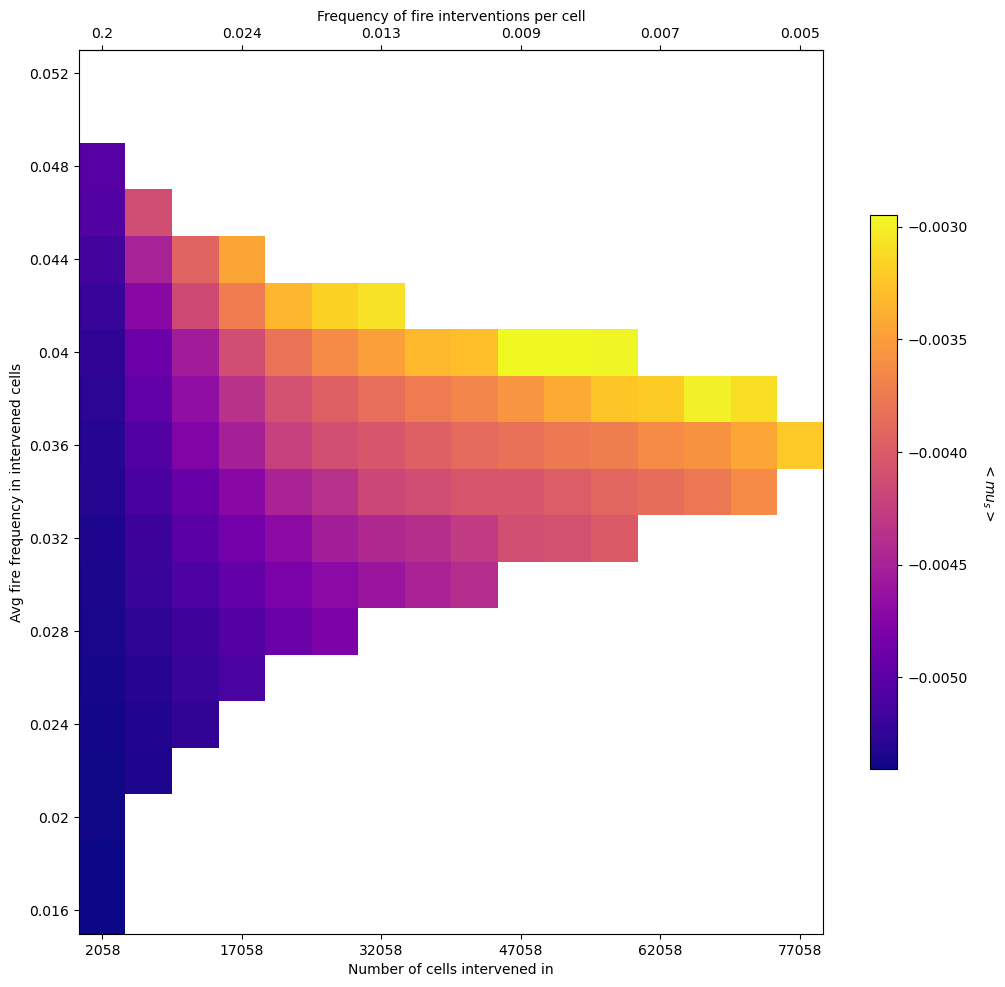 Frequency of fire interventions per cell
0.2 0.024 0.013 0.009 0.007 0.005
0.052
0.048
0.044
0.04
0.036
0.032
0.028
0.024
0.02
0.016
Avg fire frequency in intervened cells
2058 17058 32058 47058 62058 77058
Number of cells intervened in
−0.0030
−0.0035
−0.0040
−0.0045
−0.0050
< mu_s >